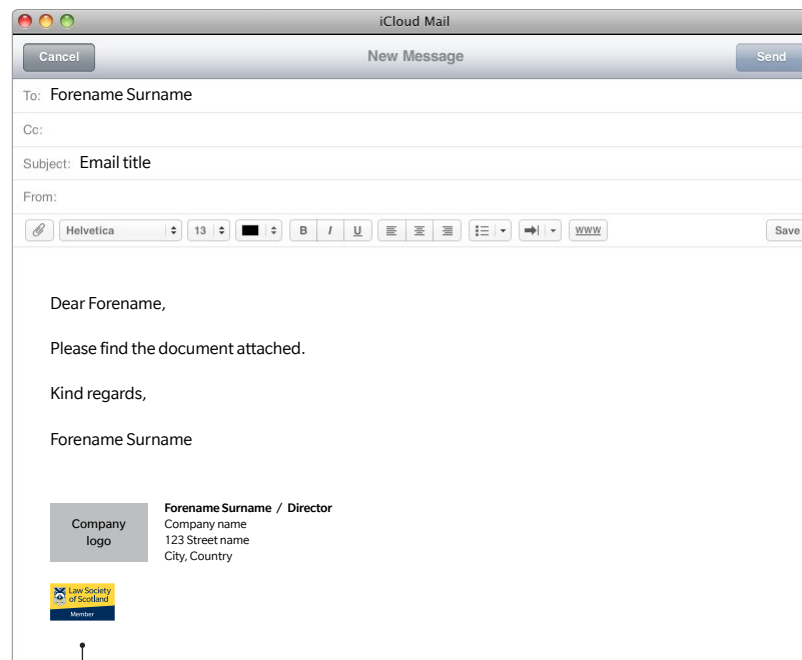 iCloud Mail
Cancel New Message Send
To: Forename Surname
Cc:
Subject: Email title
From:
Helvetica 13 B I U WWW Save
Dear Forename,
Please find the document attached.
Kind regards,
Forename Surname
Company
logo
Forename Surname / Director
Company name
123 Street name
City, Country
Law Society
of Scotland
Member